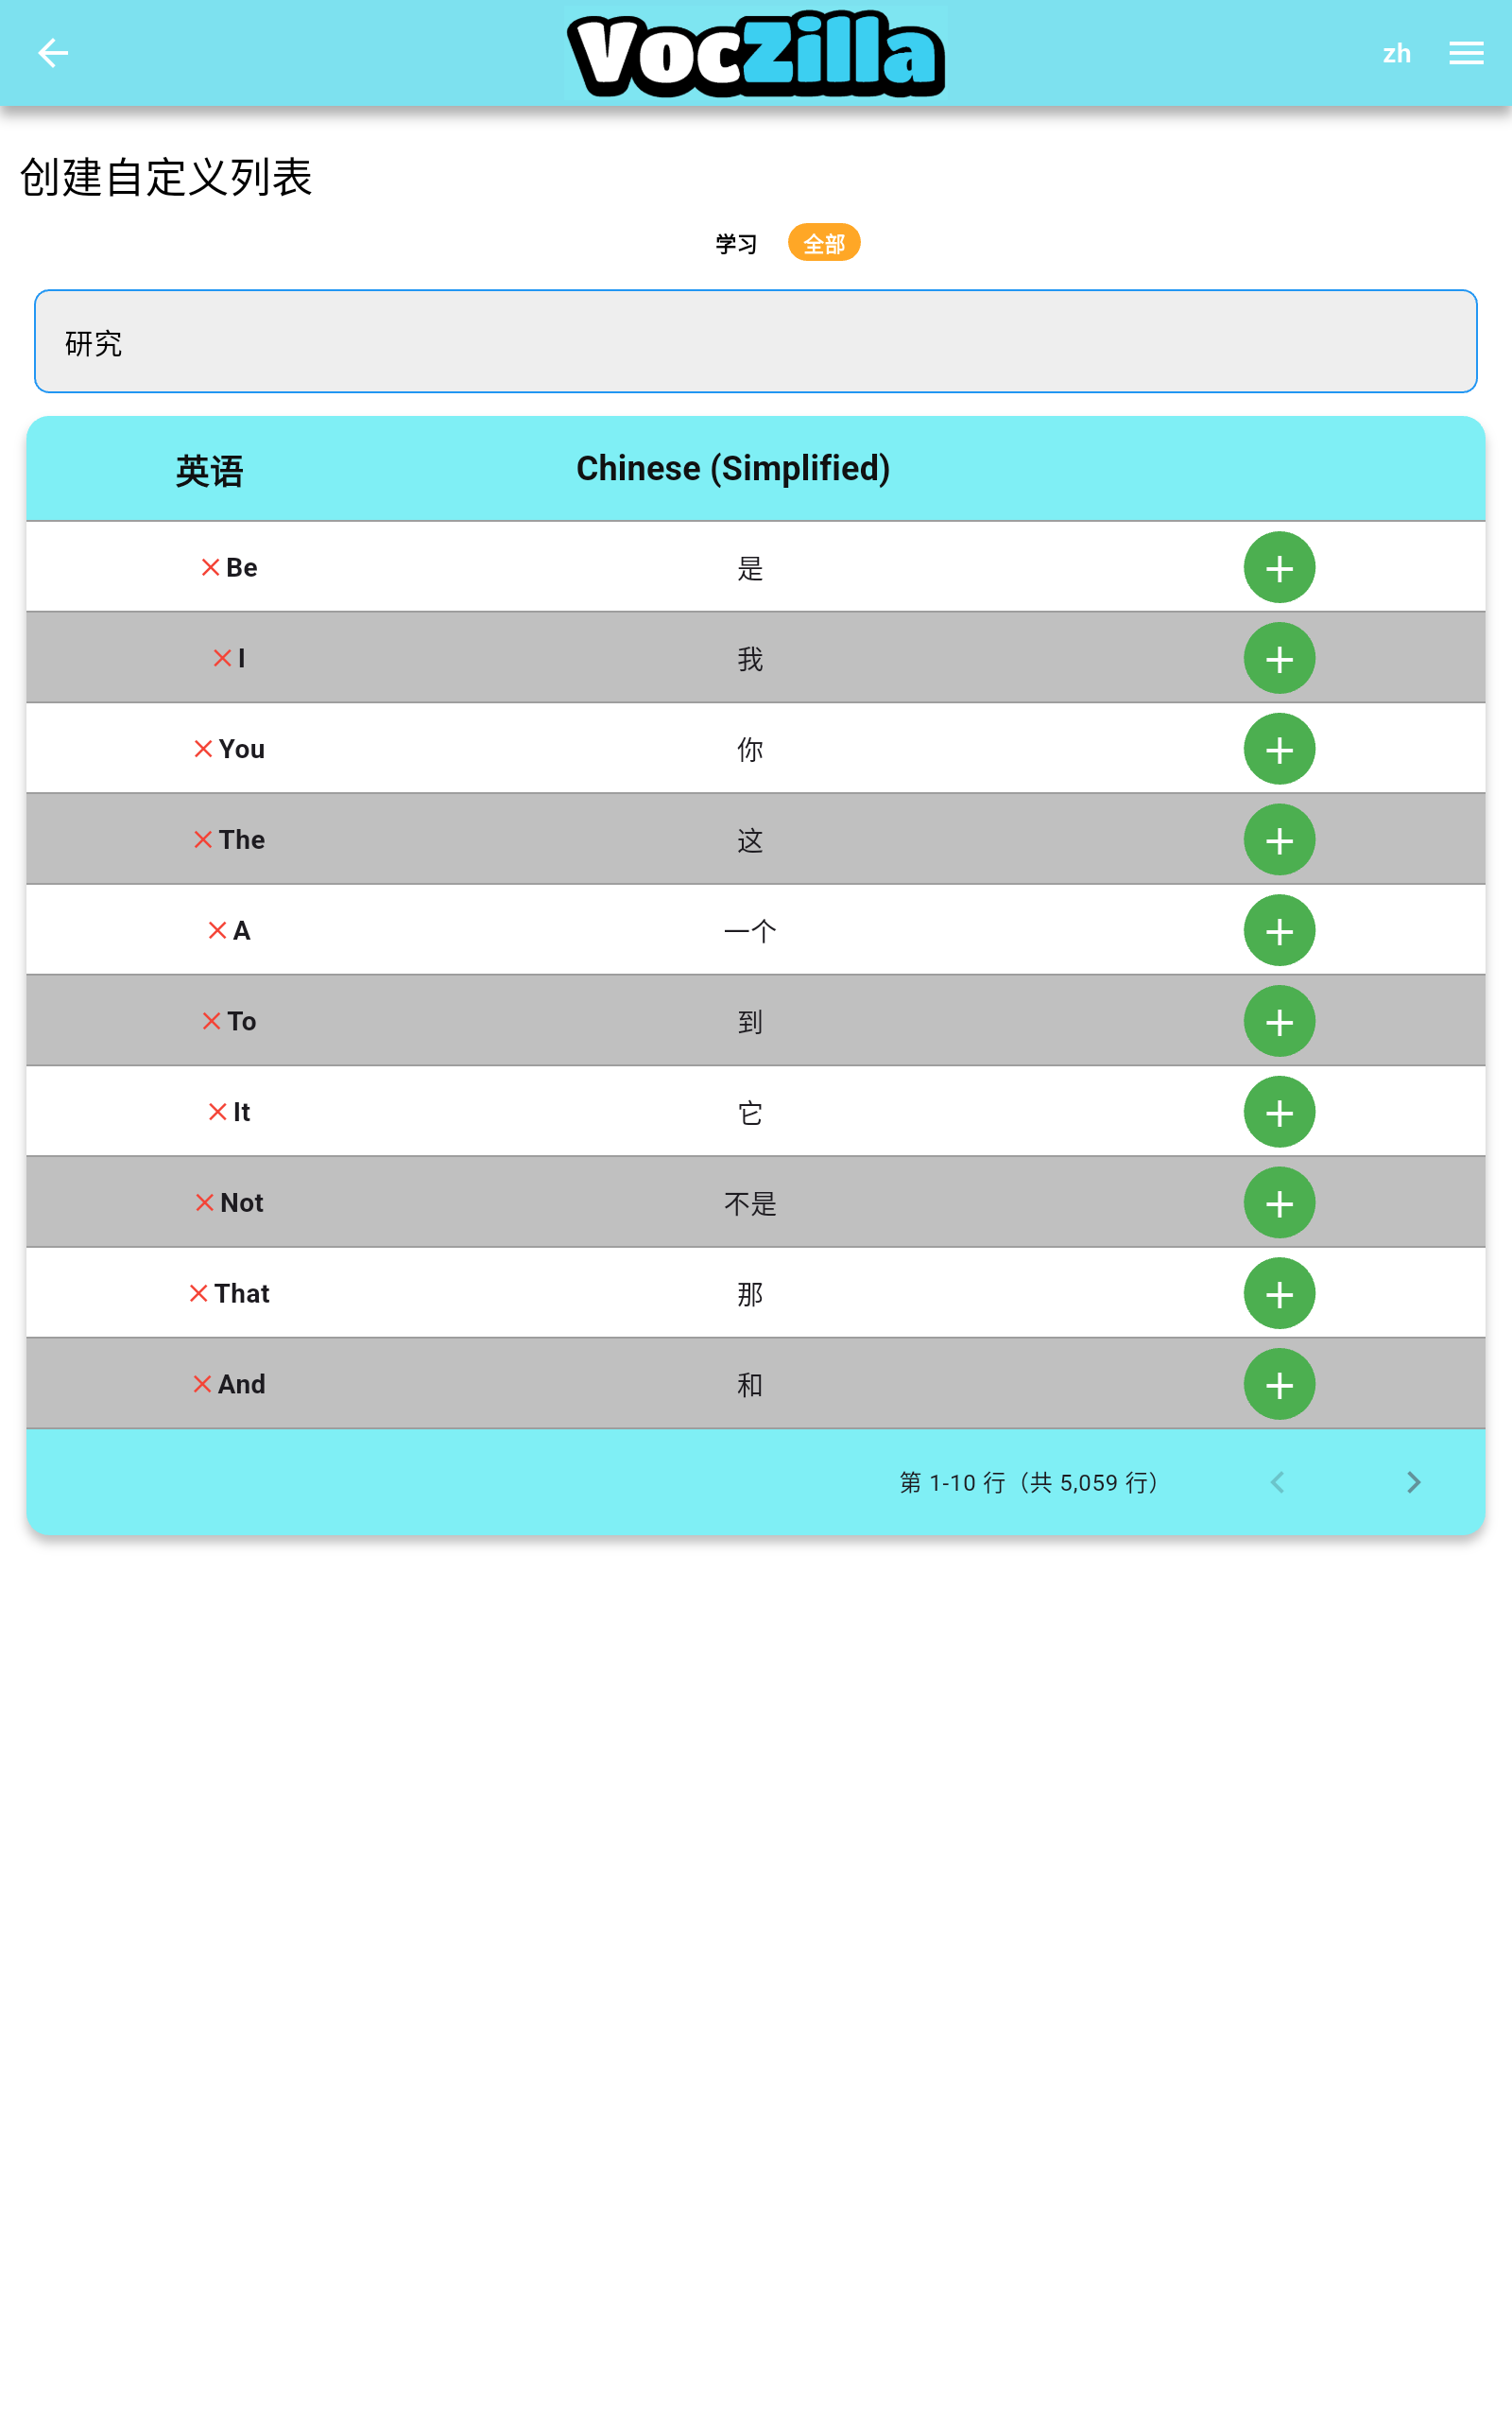 VocZilla
zh
创建自定义列表
学习 全部
研究
英语 Chinese (Simplified)
Be 是
I 我
You 你
The 这
A 一个
To 到
It 它
Not 不是
That 那
And 和
第 1-10 行（共 5,059 行）